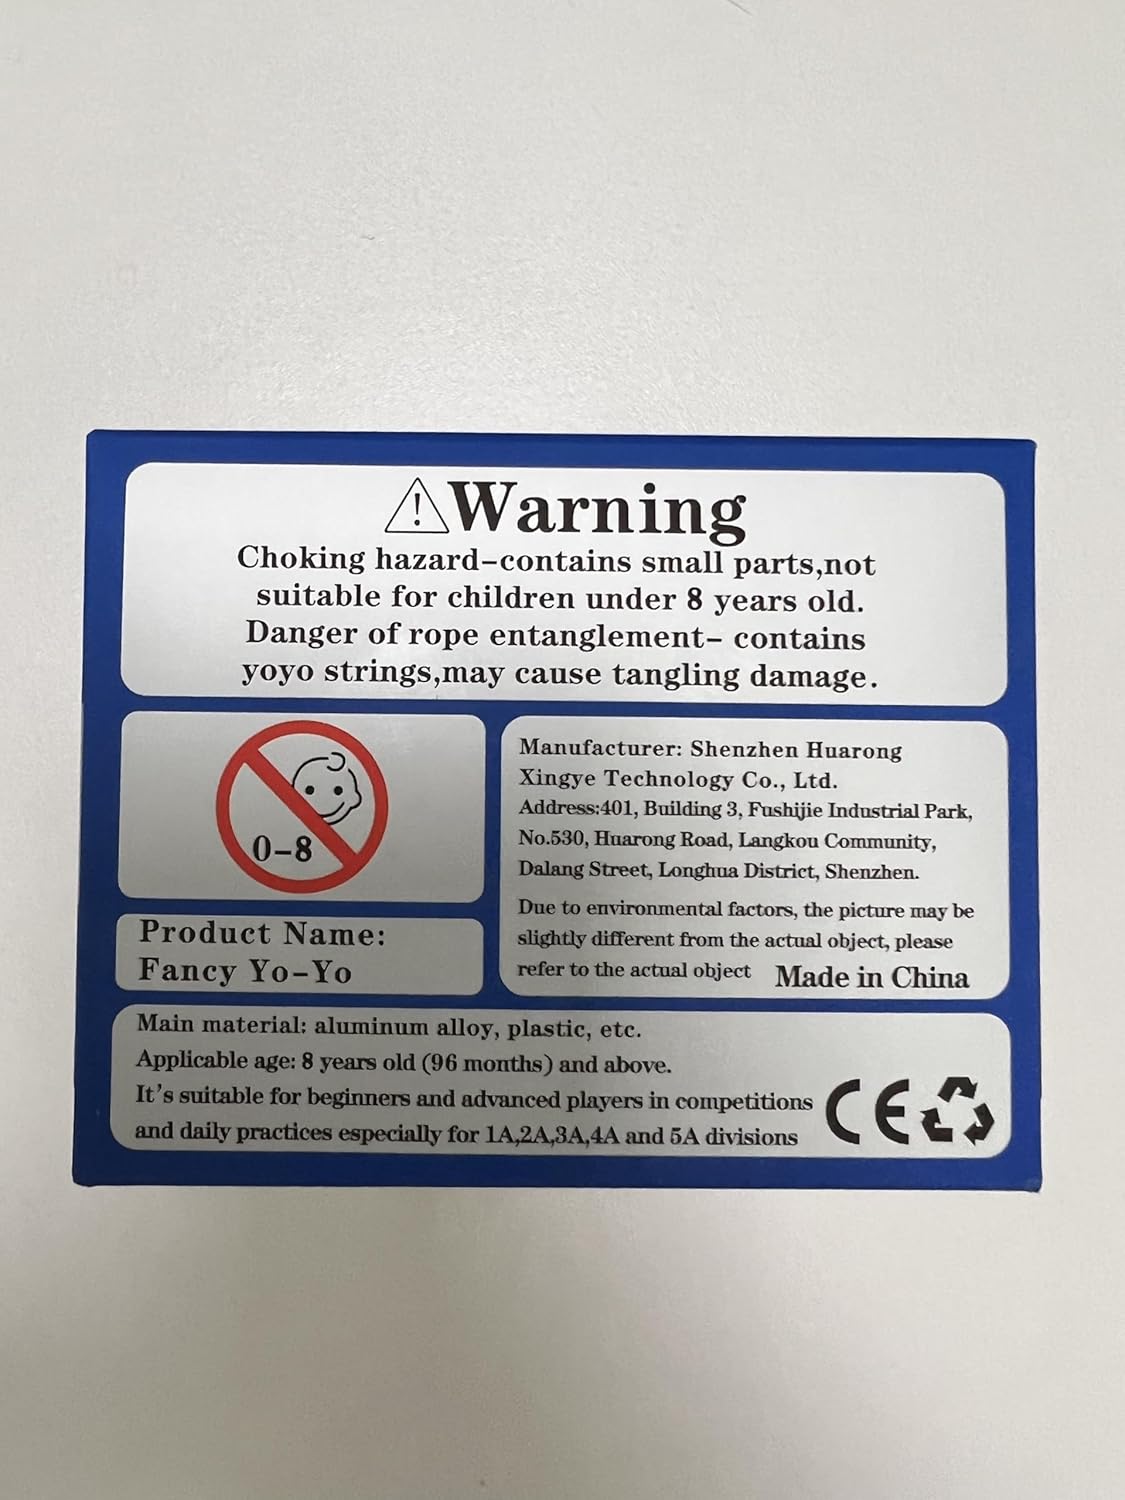 Warning
Choking hazard-contains small parts,not
suitable for children under 8 years old.
Danger of rope entanglement- contains
yoyo strings,may cause tangling damage.
0-8
Product Name:
Fancy Yo-Yo
Manufacturer: Shenzhen Huarong
Xingye Technology Co., Ltd.
Address:401, Building 3, Fushijie Industrial Park,
No.530, Huarong Road, Langkou Community,
Dalang Street, Longhua District, Shenzhen.
Due to environmental factors, the picture may be
slightly different from the actual object, please
refer to the actual object Made in China
Main material: aluminum alloy, plastic, etc.
Applicable age: 8 years old (96 months) and above.
It's suitable for beginners and advanced players in competitions
and daily practices especially for 1A,2A,3A,4A and 5A divisions
CE